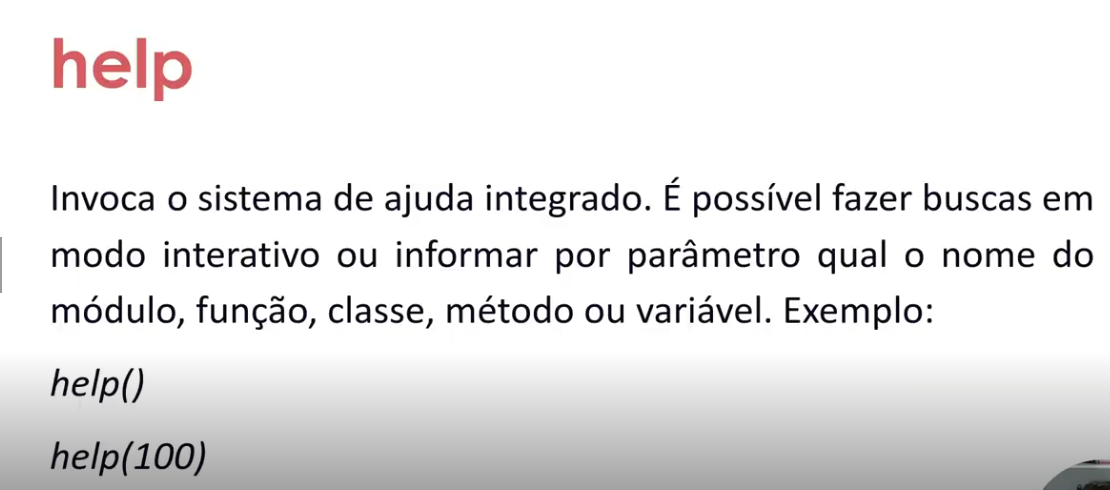 help
Invoca o sistema de ajuda integrado. É possível fazer buscas em
modo interativo ou informar por parâmetro qual o nome do
módulo, função, classe, método ou variável. Exemplo:
help()
help(100)